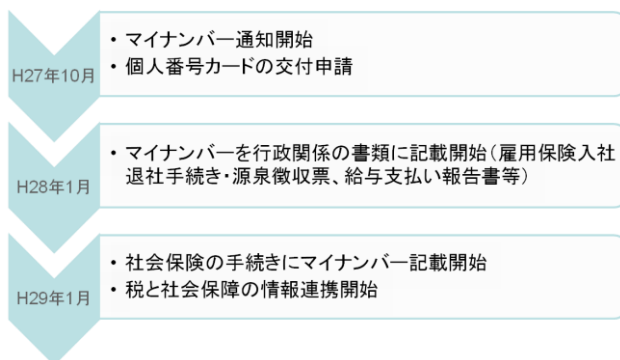 H27年10月
・マイナンバー通知開始
・個人番号カードの交付申請
H28年1月
・マイナンバーを行政関係の書類に記載開始（雇用保険入社
退社手続き・源泉徴収票、給与支払い報告書等）
H29年1月
・社会保険の手続きにマイナンバー記載開始
・税と社会保障の情報連携開始